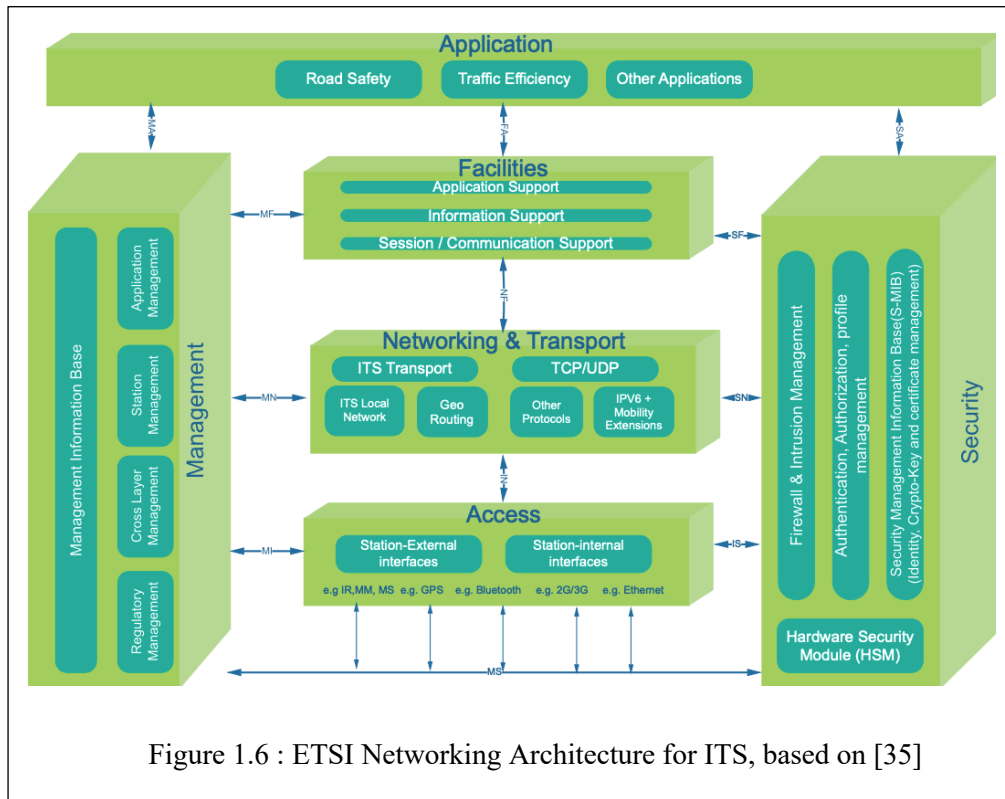 Application
Road Safety
Traffic Efficiency
Other Applications
MA
FA
SA
Facilities
Application Support
Information Support
Session / Communication Support
MF
SF
NF
Management Information Base
Application
Management
Station
Management
Cross Layer
Management
Regulatory
Management
Management
Networking & Transport
ITS Transport
TCP/UDP
ITS Local
Network
Geo
Routing
Other
Protocols
IPV6 +
Mobility
Extensions
MN
SN
IN
Access
Station-External
interfaces
Station-internal
interfaces
e.g IR,MM, MS
e.g. GPS
e.g. Bluetooth
e.g. 2G/3G
e.g. Ethernet
MI
IS
MS
Firewall & Intrusion Management
Authentication, Authorization, profile
management
Security Management Information Base(S-MIB)
(Identity, Crypto-Key and certificate management)
Hardware Security
Module (HSM)
Security
Figure 1.6 : ETSI Networking Architecture for ITS, based on [35]